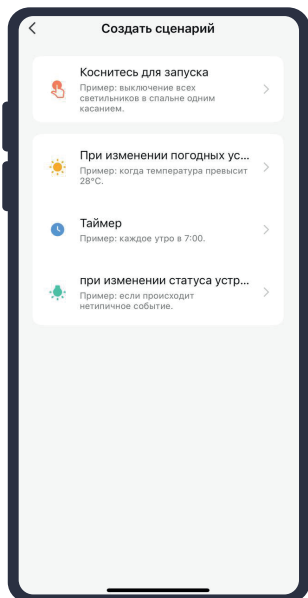 Создать сценарий
Коснитесь для запуска
Пример: выключение всех
светильников в спальне одним
касанием.
При изменении погодных ус...
Пример: когда температура превысит
28°C.
Таймер
Пример: каждое утро в 7:00.
при изменении статуса устр...
Пример: если происходит
нетипичное событие.